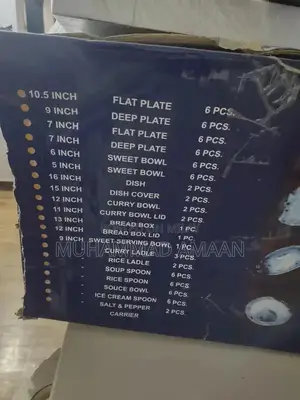 10.5 INCH FLAT PLATE 6 PCS.
9 INCH DEEP PLATE 6 PCS.
7 INCH FLAT PLATE 6 PCS.
7 INCH DEEP PLATE 6 PCS.
6 INCH SWEET BOWL 6 PCS.
5 INCH SWEET BOWL 6 PCS.
16 INCH DISH 2 PCS.
15 INCH DISH COVER 2 PCS.
12 INCH CURRY BOWL 2 PCS.
11 INCH CURRY BOWL LID 2 PCS.
13 INCH BREAD BOX 1 PC.
12 INCH BREAD BOX LID 1 PC.
9 INCH SWEET SERVING BOWL 1 PC.
CURRY LADLE 3 PCS.
RICE LADLE 2 PCS.
SOUP SPOON 6 PCS.
RICE SPOON 6 PCS.
SOUCE BOWL 6 PCS.
ICE CREAM SPOON 6 PCS.
SALT & PEPPER 2 PCS.
CARRIER
MUHAMMAD AMAAN